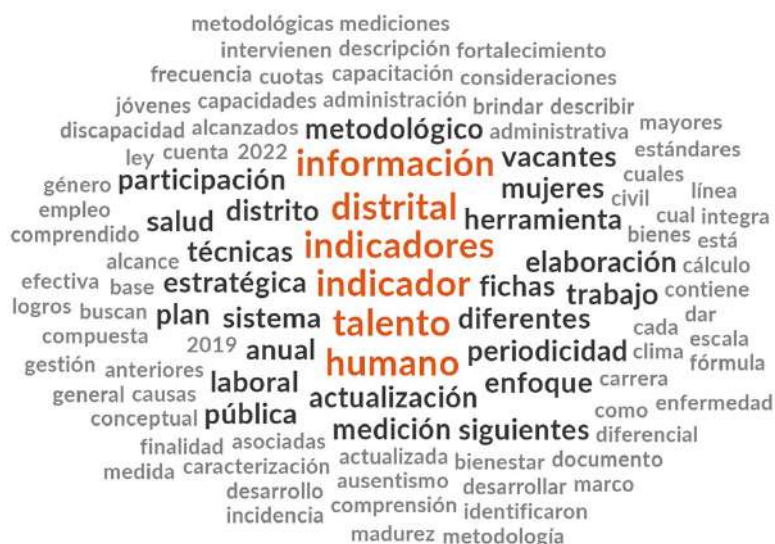 metodológicas mediciones
intervienen descripción fortalecimiento
frecuencia cuotas capacitación consideraciones
jóvenes capacidades administración brindar describir
discapacidad alcanzados metodológico administrativa mayores
ley cuenta 2022 información vacantes estándares
género participación mujeres cuales
empleo salud distrito distrital herramienta civil línea
comprendido técnicas indicadores bienes cual integra
alcance elaboración está
efectiva base estratégica indicador fichas trabajo cálculo
logros buscan plan sistema talento diferentes contiene
compuesta 2019 anual humano periodicidad cada dar
gestión anteriores laboral enfoque clima escala
general causas actualización carrera fórmula
conceptual pública medición siguientes como enfermedad
finalidad asociadas actualizada bienestar documento diferencial
medida caracterización ausentismo desarrollar marco
desarrollo comprensión identificaron
incidencia madurez metodología